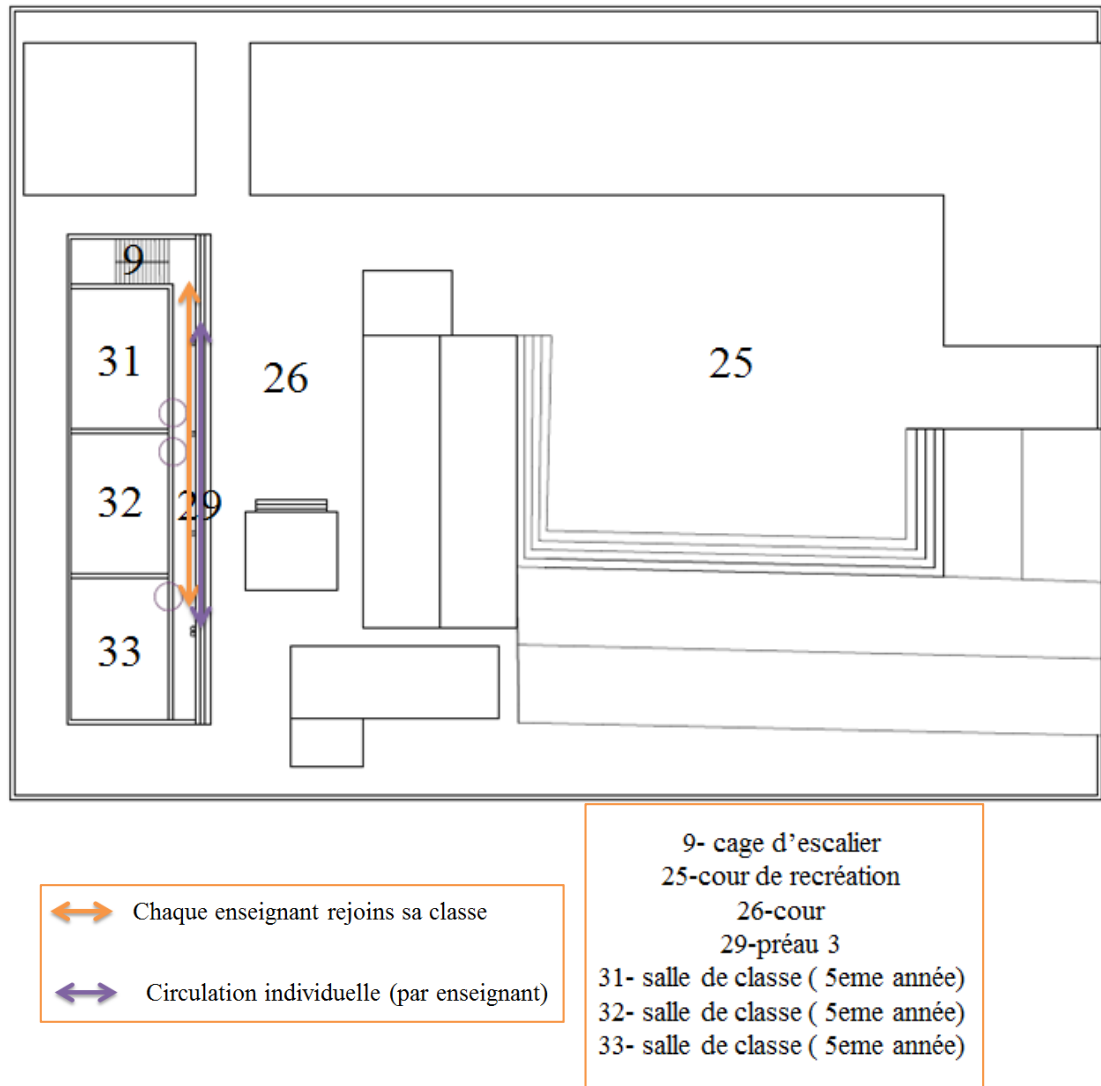 9
31
25
26
32
29
33
Chaque enseignant rejoins sa classe
Circulation individuelle (par enseignant)
9- cage d'escalier
25-cour de recréation
26-cour
29-préau 3
31- salle de classe ( 5eme année)
32- salle de classe ( 5eme année)
33- salle de classe ( 5eme année)